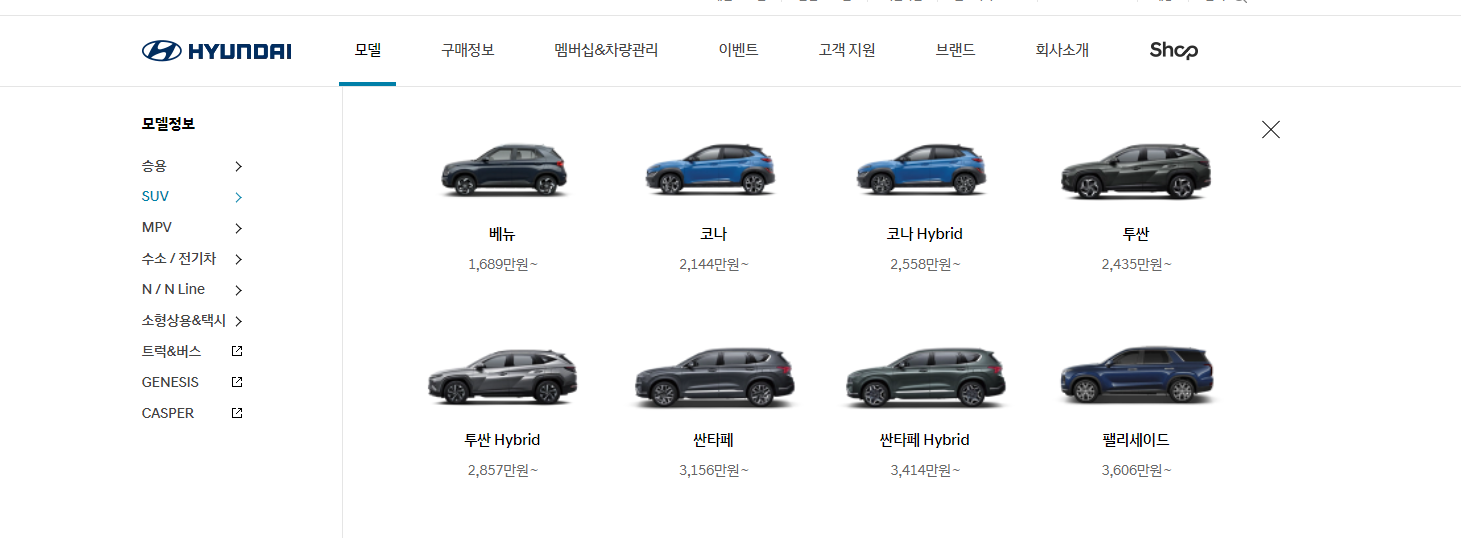 HYUNDAI
모델 구매정보 멤버십&차량관리 이벤트 고객 지원 브랜드 회사소개 Shop
모델정보
승용
SUV
MPV
수소 / 전기차
N / N Line
소형상용&택시
트럭&버스
GENESIS
CASPER
베뉴 코나 코나 Hybrid 투싼
1,689만원~ 2,144만원~ 2,558만원~ 2,435만원~
투싼 Hybrid 싼타페 싼타페 Hybrid 팰리세이드
2,857만원~ 3,156만원~ 3,414만원~ 3,606만원~